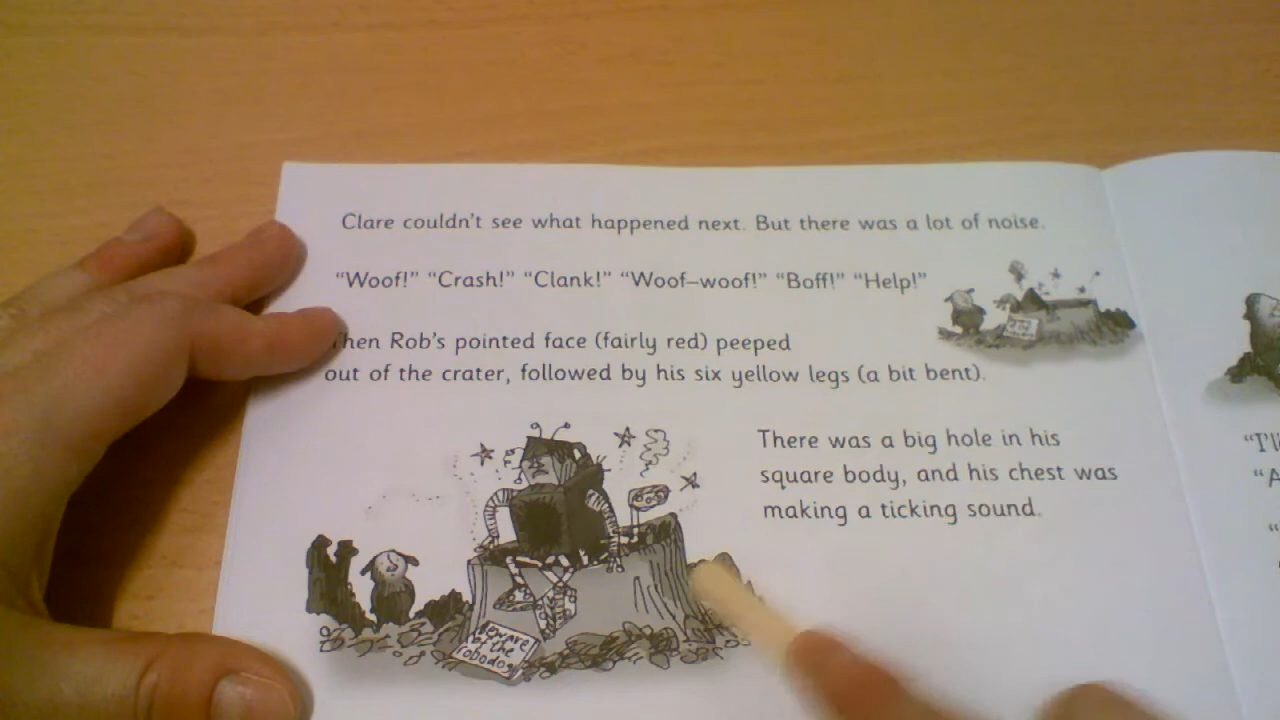 Clare couldn't see what happened next. But there was a lot of noise.
“Woof!” “Crash!” “Clank!” “Woof–woof!” “Boff!” “Help!”
Then Rob's pointed face (fairly red) peeped
out of the crater, followed by his six yellow legs (a bit bent).
There was a big hole in his
square body, and his chest was
making a ticking sound.
Beware
of the
robodog
“I'll